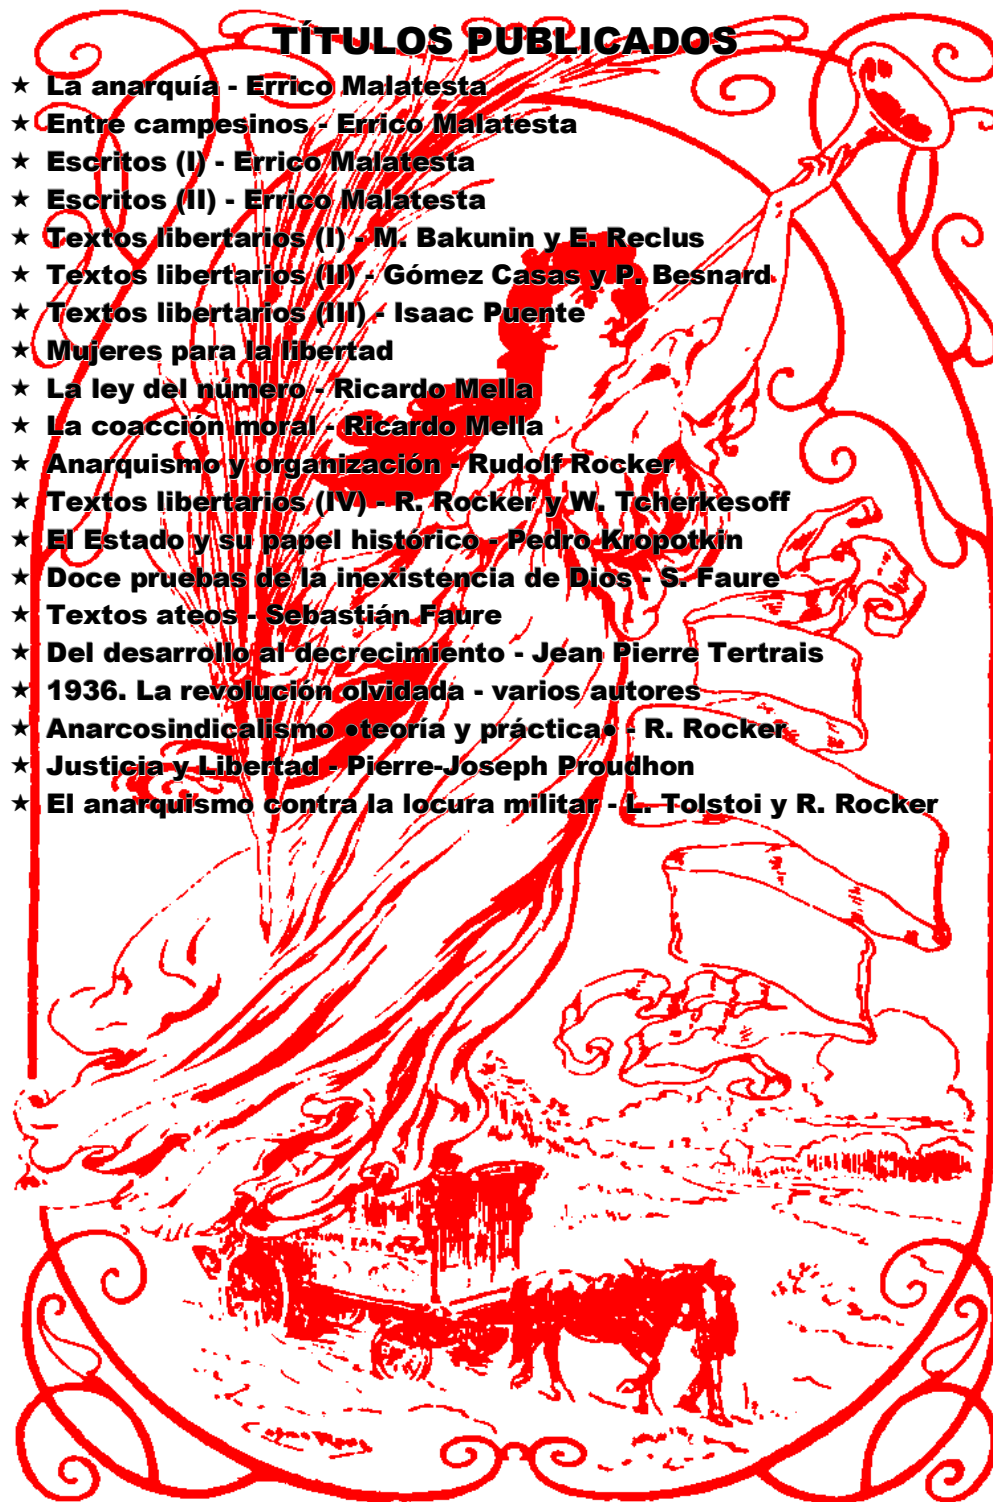 TÍTULOS PUBLICADOS
★ La anarquía - Errico Malatesta
★ Entre campesinos - Errico Malatesta
★ Escritos (I) - Errico Malatesta
★ Escritos (II) - Errico Malatesta
★ Textos libertarios (I) - M. Bakunin y E. Reclus
★ Textos libertarios (II) - Gómez Casas y P. Besnard
★ Textos libertarios (III) - Isaac Puente
★ Mujeres para la libertad
★ La ley del número - Ricardo Mella
★ La coacción moral - Ricardo Mella
★ Anarquismo y organización - Rudolf Rocker
★ Textos libertarios (IV) - R. Rocker y W. Tcherkesoff
★ El Estado y su papel histórico - Pedro Kropotkin
★ Doce pruebas de la inexistencia de Dios - S. Faure
★ Textos ateos - Sebastián Faure
★ Del desarrollo al decrecimiento - Jean Pierre Tertrais
★ 1936. La revolución olvidada - varios autores
★ Anarcosindicalismo •teoría y práctica• - R. Rocker
★ Justicia y Libertad - Pierre-Joseph Proudhon
★ El anarquismo contra la locura militar - L. Tolstoi y R. Rocker